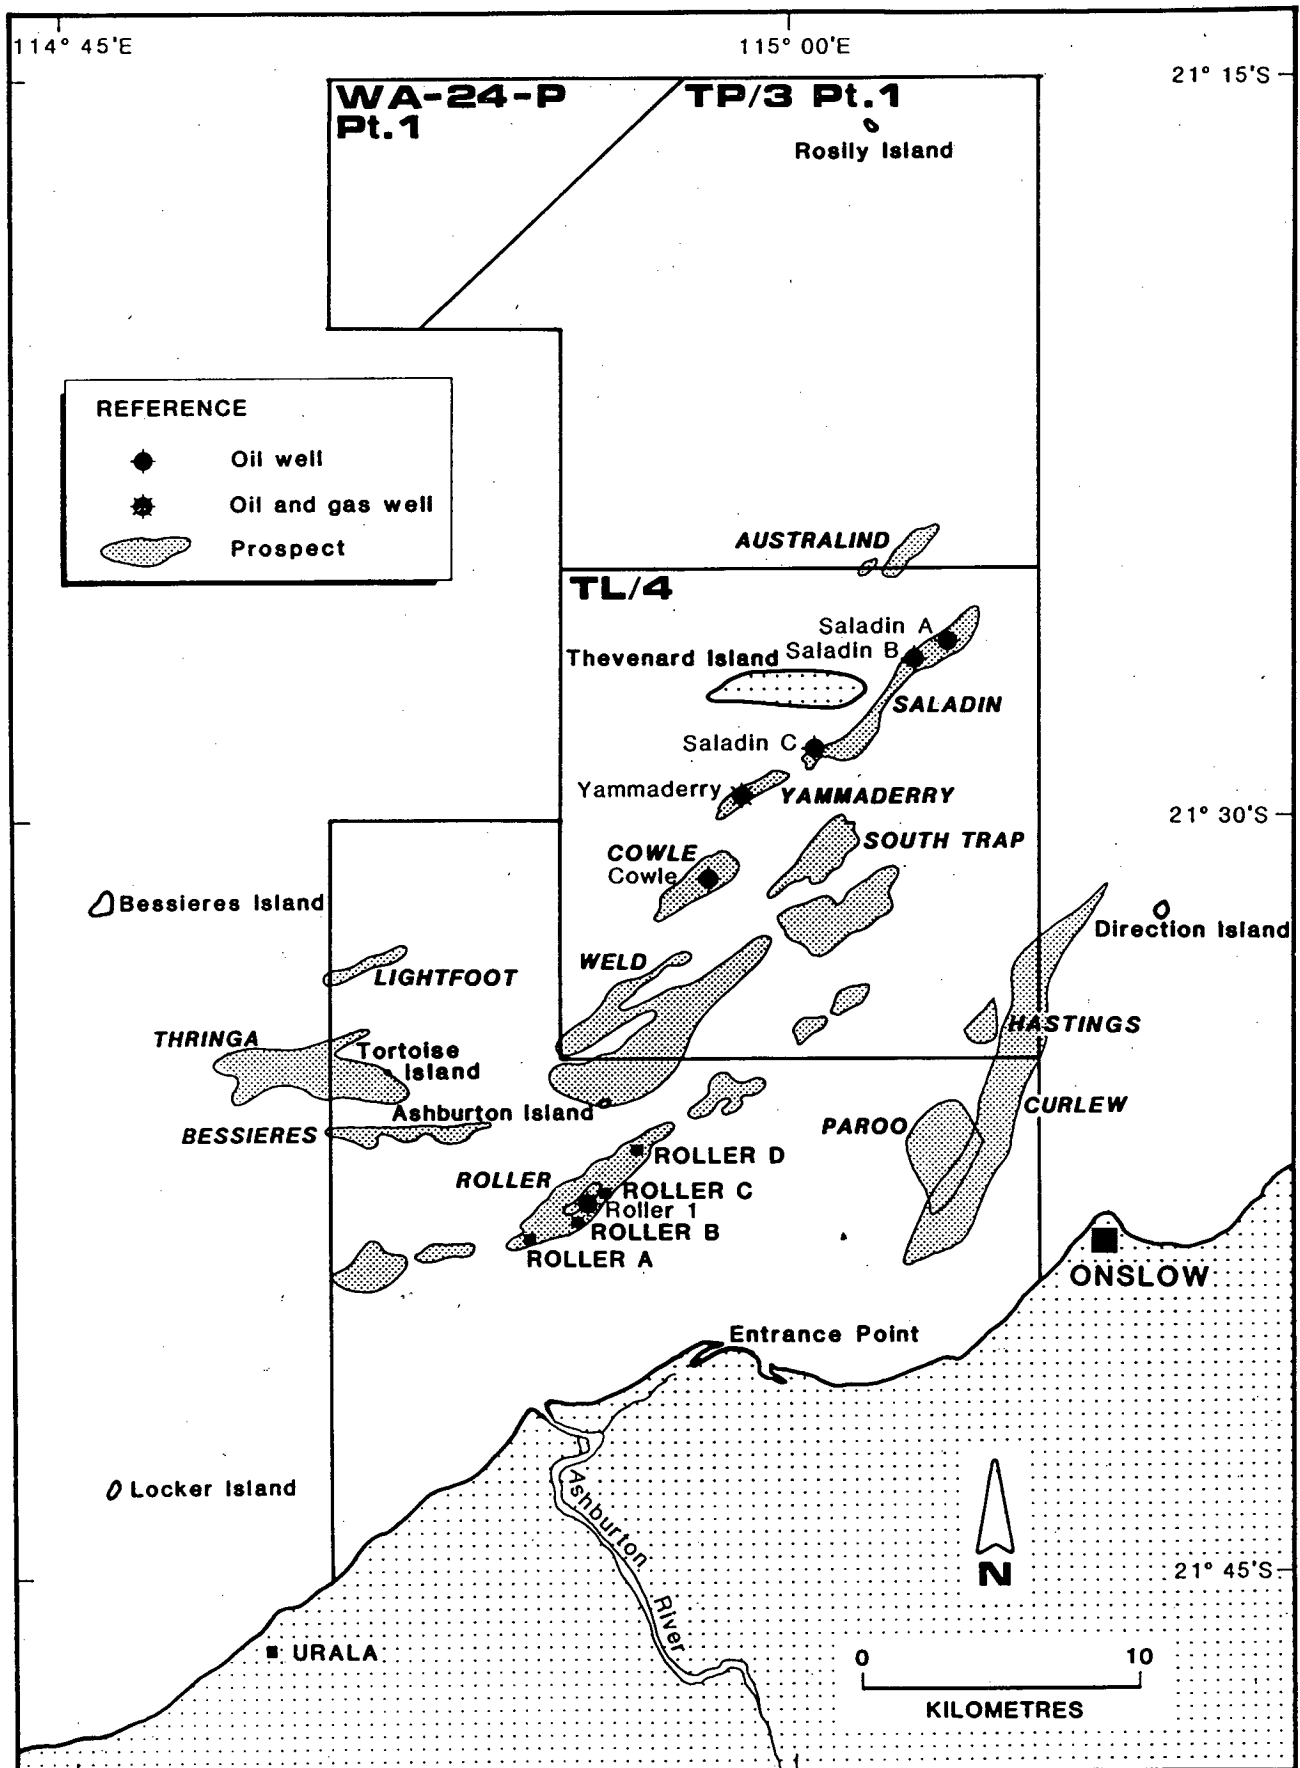 114° 45'E
115° 00'E
21° 15'S
WA-24-P
Pt.1
TP/3 Pt.1
Rosily Island
REFERENCE
Oil well
Oil and gas well
Prospect
AUSTRALIND
TL/4
Saladin A
Saladin B
Thevenard Island
SALADIN
Saladin C
Yammaderry
YAMMADERRY
21° 30'S
SOUTH TRAP
COWLE
Cowle
Bessieres Island
Direction Island
WELD
LIGHTFOOT
HASTINGS
THRINGA
Tortoise
Island
Ashburton Island
CURLEW
BESSIERES
PAROO
ROLLER D
ROLLER
ROLLER C
Roller 1
ROLLER B
ROLLER A
ONSLOW
Entrance Point
Locker Island
Ashburton
River
N
21° 45'S
URALA
0
10
KILOMETRES